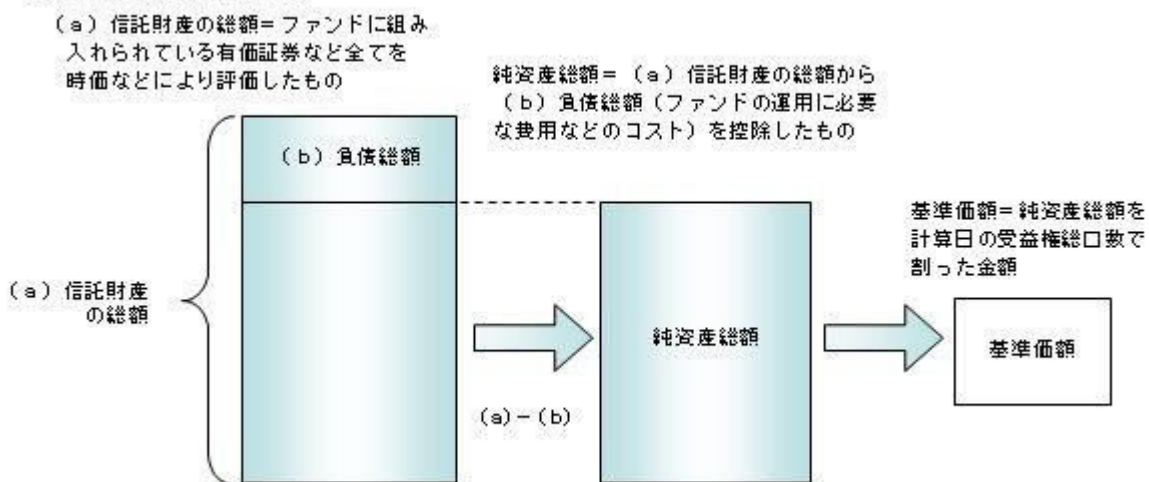 (a)信託財産の総額=ファンドに組み
入れられている有価証券など全てを
時価などにより評価したもの
純資産総額=(a)信託財産の総額から
(b)負債総額(ファンドの運用に必要
な費用などのコスト)を控除したもの
(b)負債総額
基準価額=純資産総額を
計算日の受益権総口数で
割った金額
(a)信託財産
の総額
純資産総額
基準価額
(a)-(b)